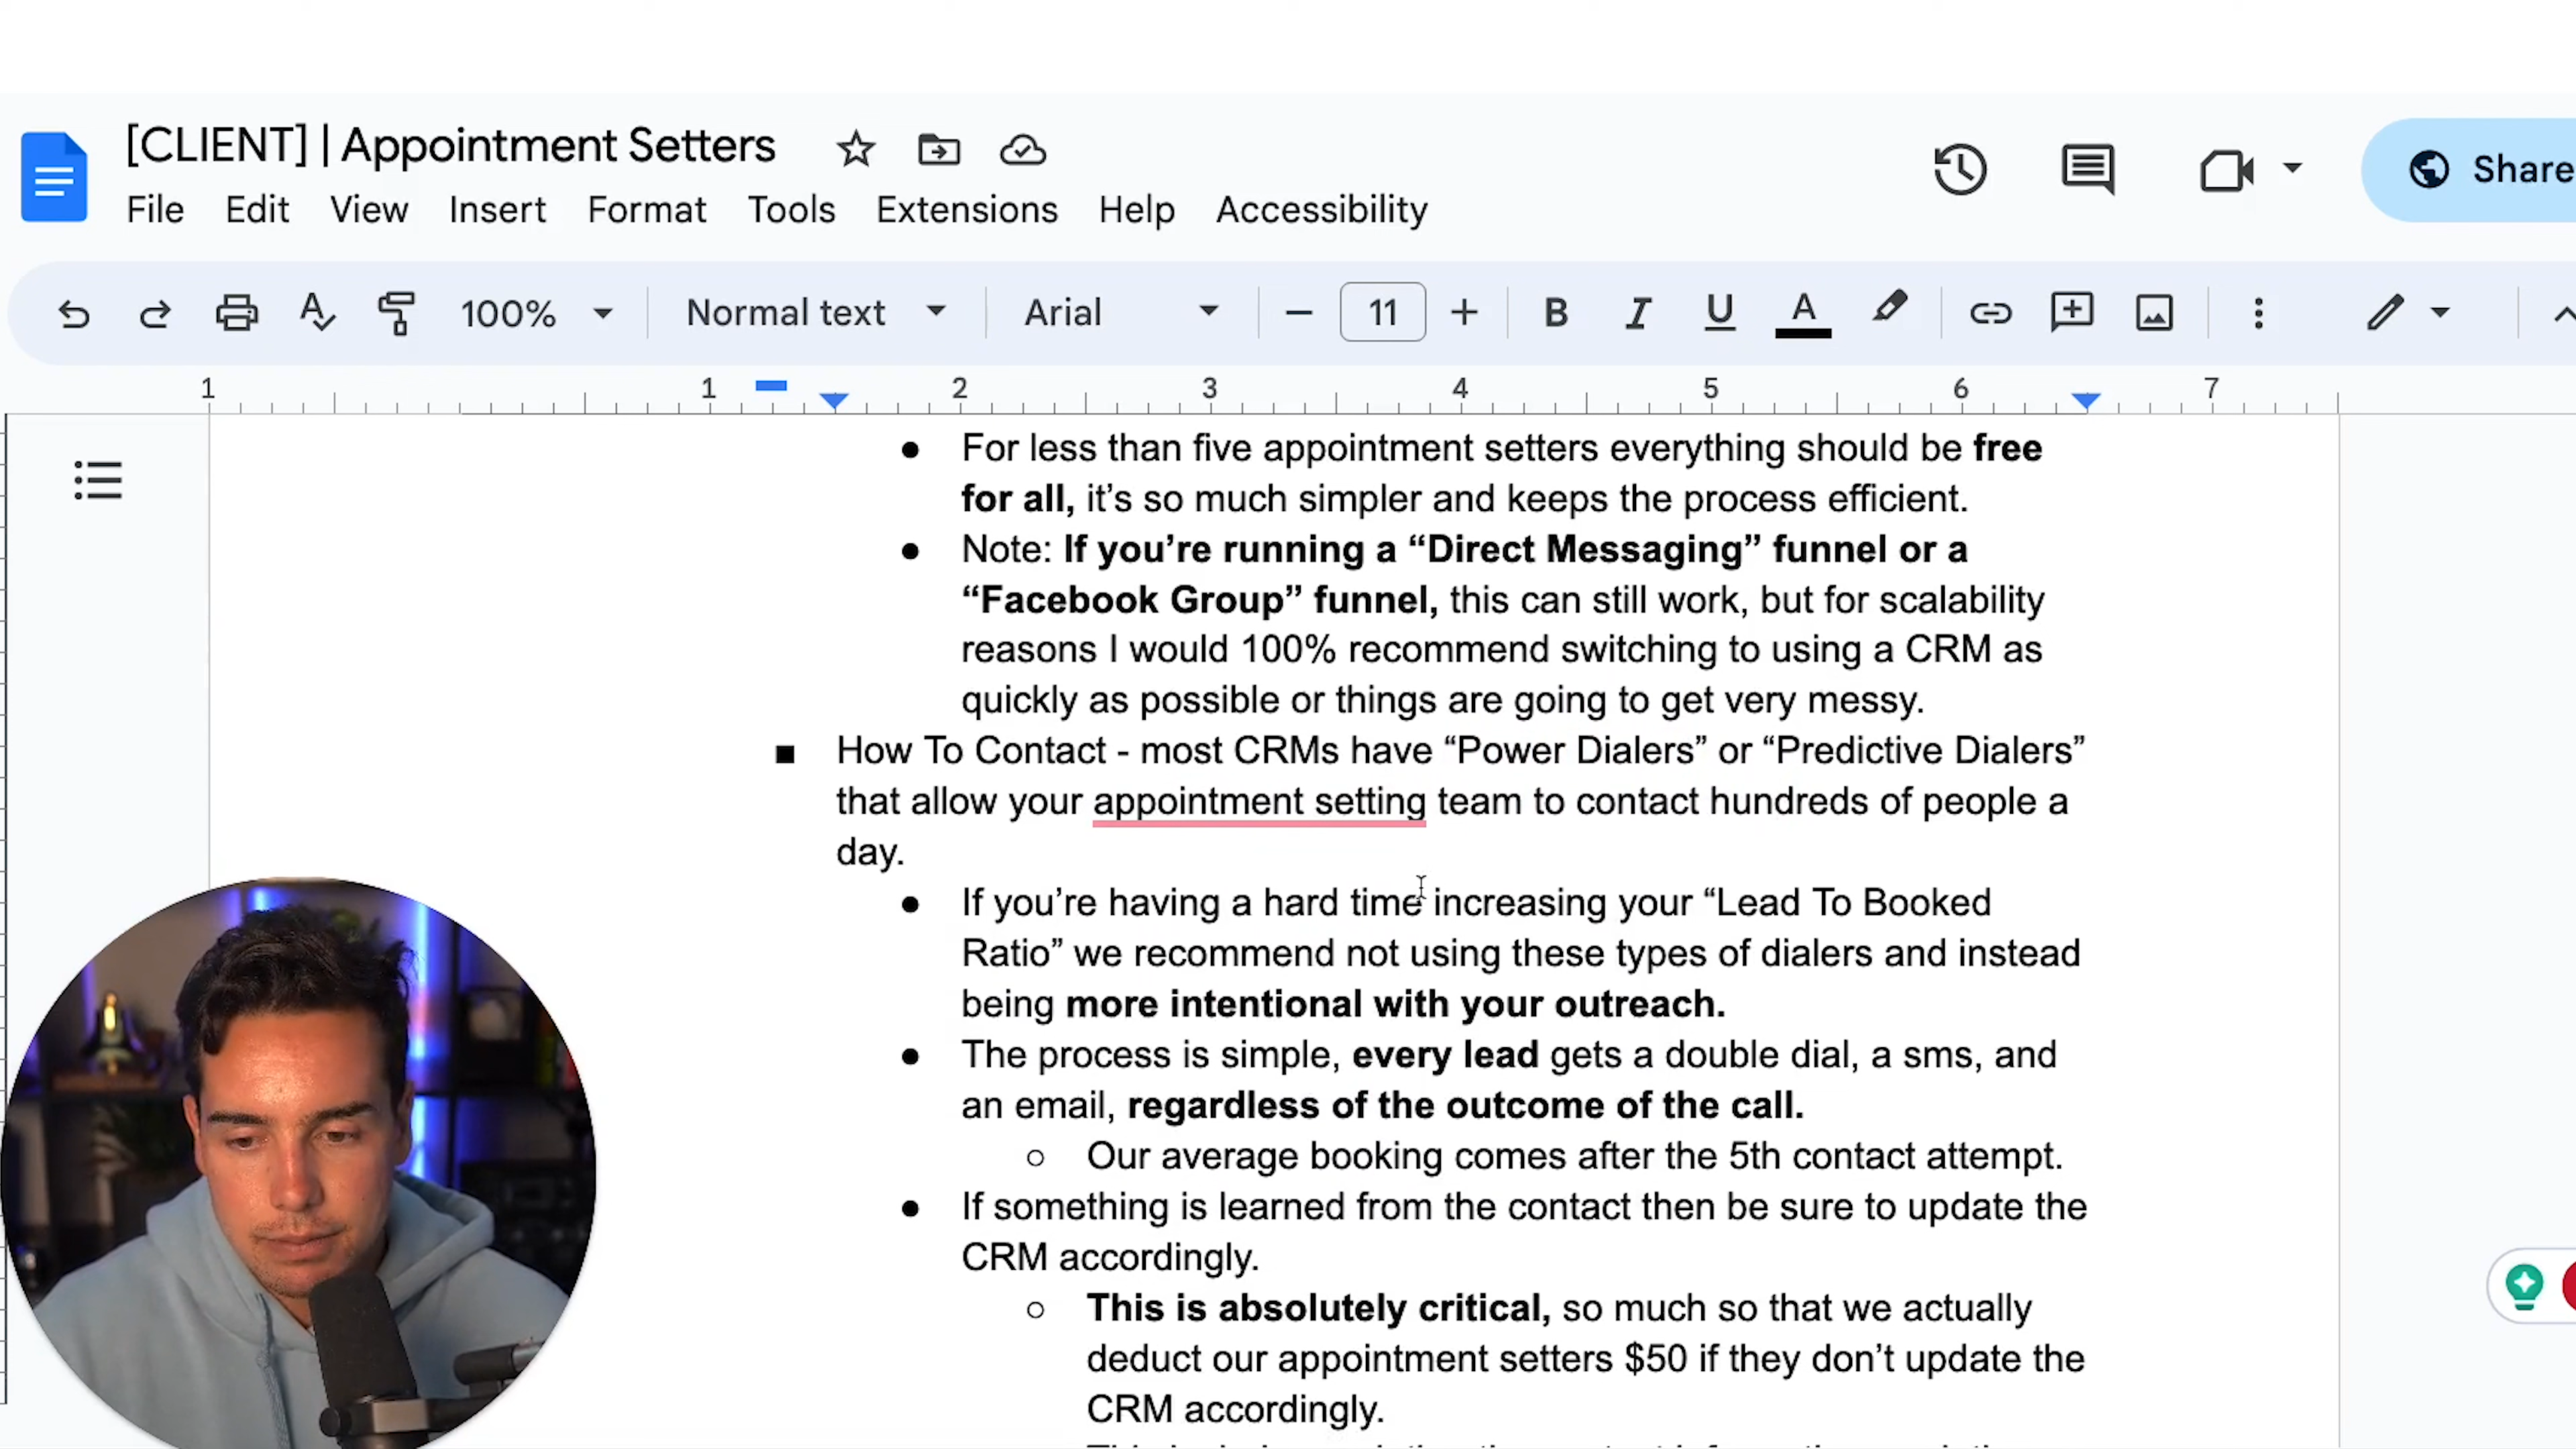 [CLIENT] | Appointment Setters
File Edit View Insert Format Tools Extensions Help Accessibility
Share
100% Normal text Arial 11 B I U A
1 1 2 3 4 5 6 7
● For less than five appointment setters everything should be free
for all, it’s so much simpler and keeps the process efficient.
● Note: If you’re running a “Direct Messaging” funnel or a
“Facebook Group” funnel, this can still work, but for scalability
reasons I would 100% recommend switching to using a CRM as
quickly as possible or things are going to get very messy.
■ How To Contact - most CRMs have “Power Dialers” or “Predictive Dialers”
that allow your appointment setting team to contact hundreds of people a
day.
● If you’re having a hard time increasing your “Lead To Booked
Ratio” we recommend not using these types of dialers and instead
being more intentional with your outreach.
● The process is simple, every lead gets a double dial, a sms, and
an email, regardless of the outcome of the call.
○ Our average booking comes after the 5th contact attempt.
● If something is learned from the contact then be sure to update the
CRM accordingly.
○ This is absolutely critical, so much so that we actually
deduct our appointment setters $50 if they don’t update the
CRM accordingly.